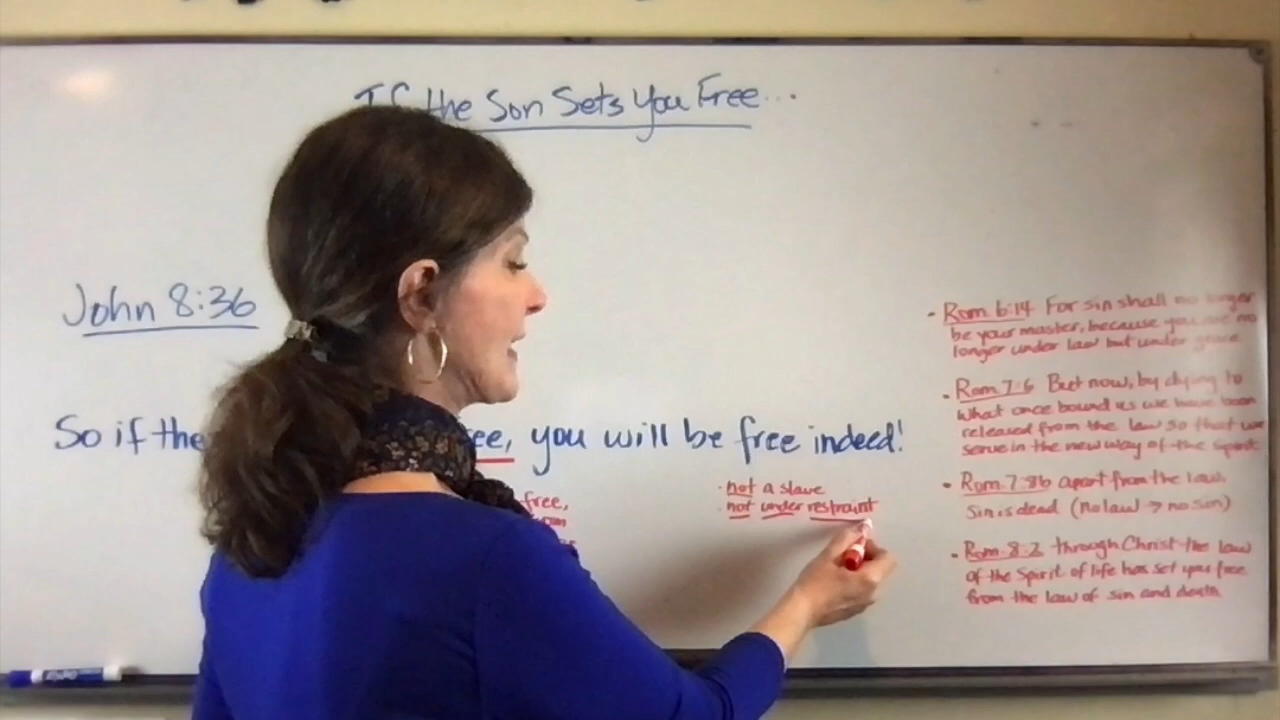 If the Son Sets You Free...
John 8:36
So if the ee, you will be free indeed!
free,
· not a slave
· not under restraint
• Rom 6:14 For sin shall no longer
be your master, because you are no
longer under law but under grace
• Rom 7:6 But now, by dying to
what once bound us we have been
released from the law so that we
serve in the new way of the Spirit
• Rom 7:8b apart from the law,
Sin is dead (no law → no sin)
• Rom. 8:2 through Christ the law
of the Spirit of life has set you free
from the law of sin and death